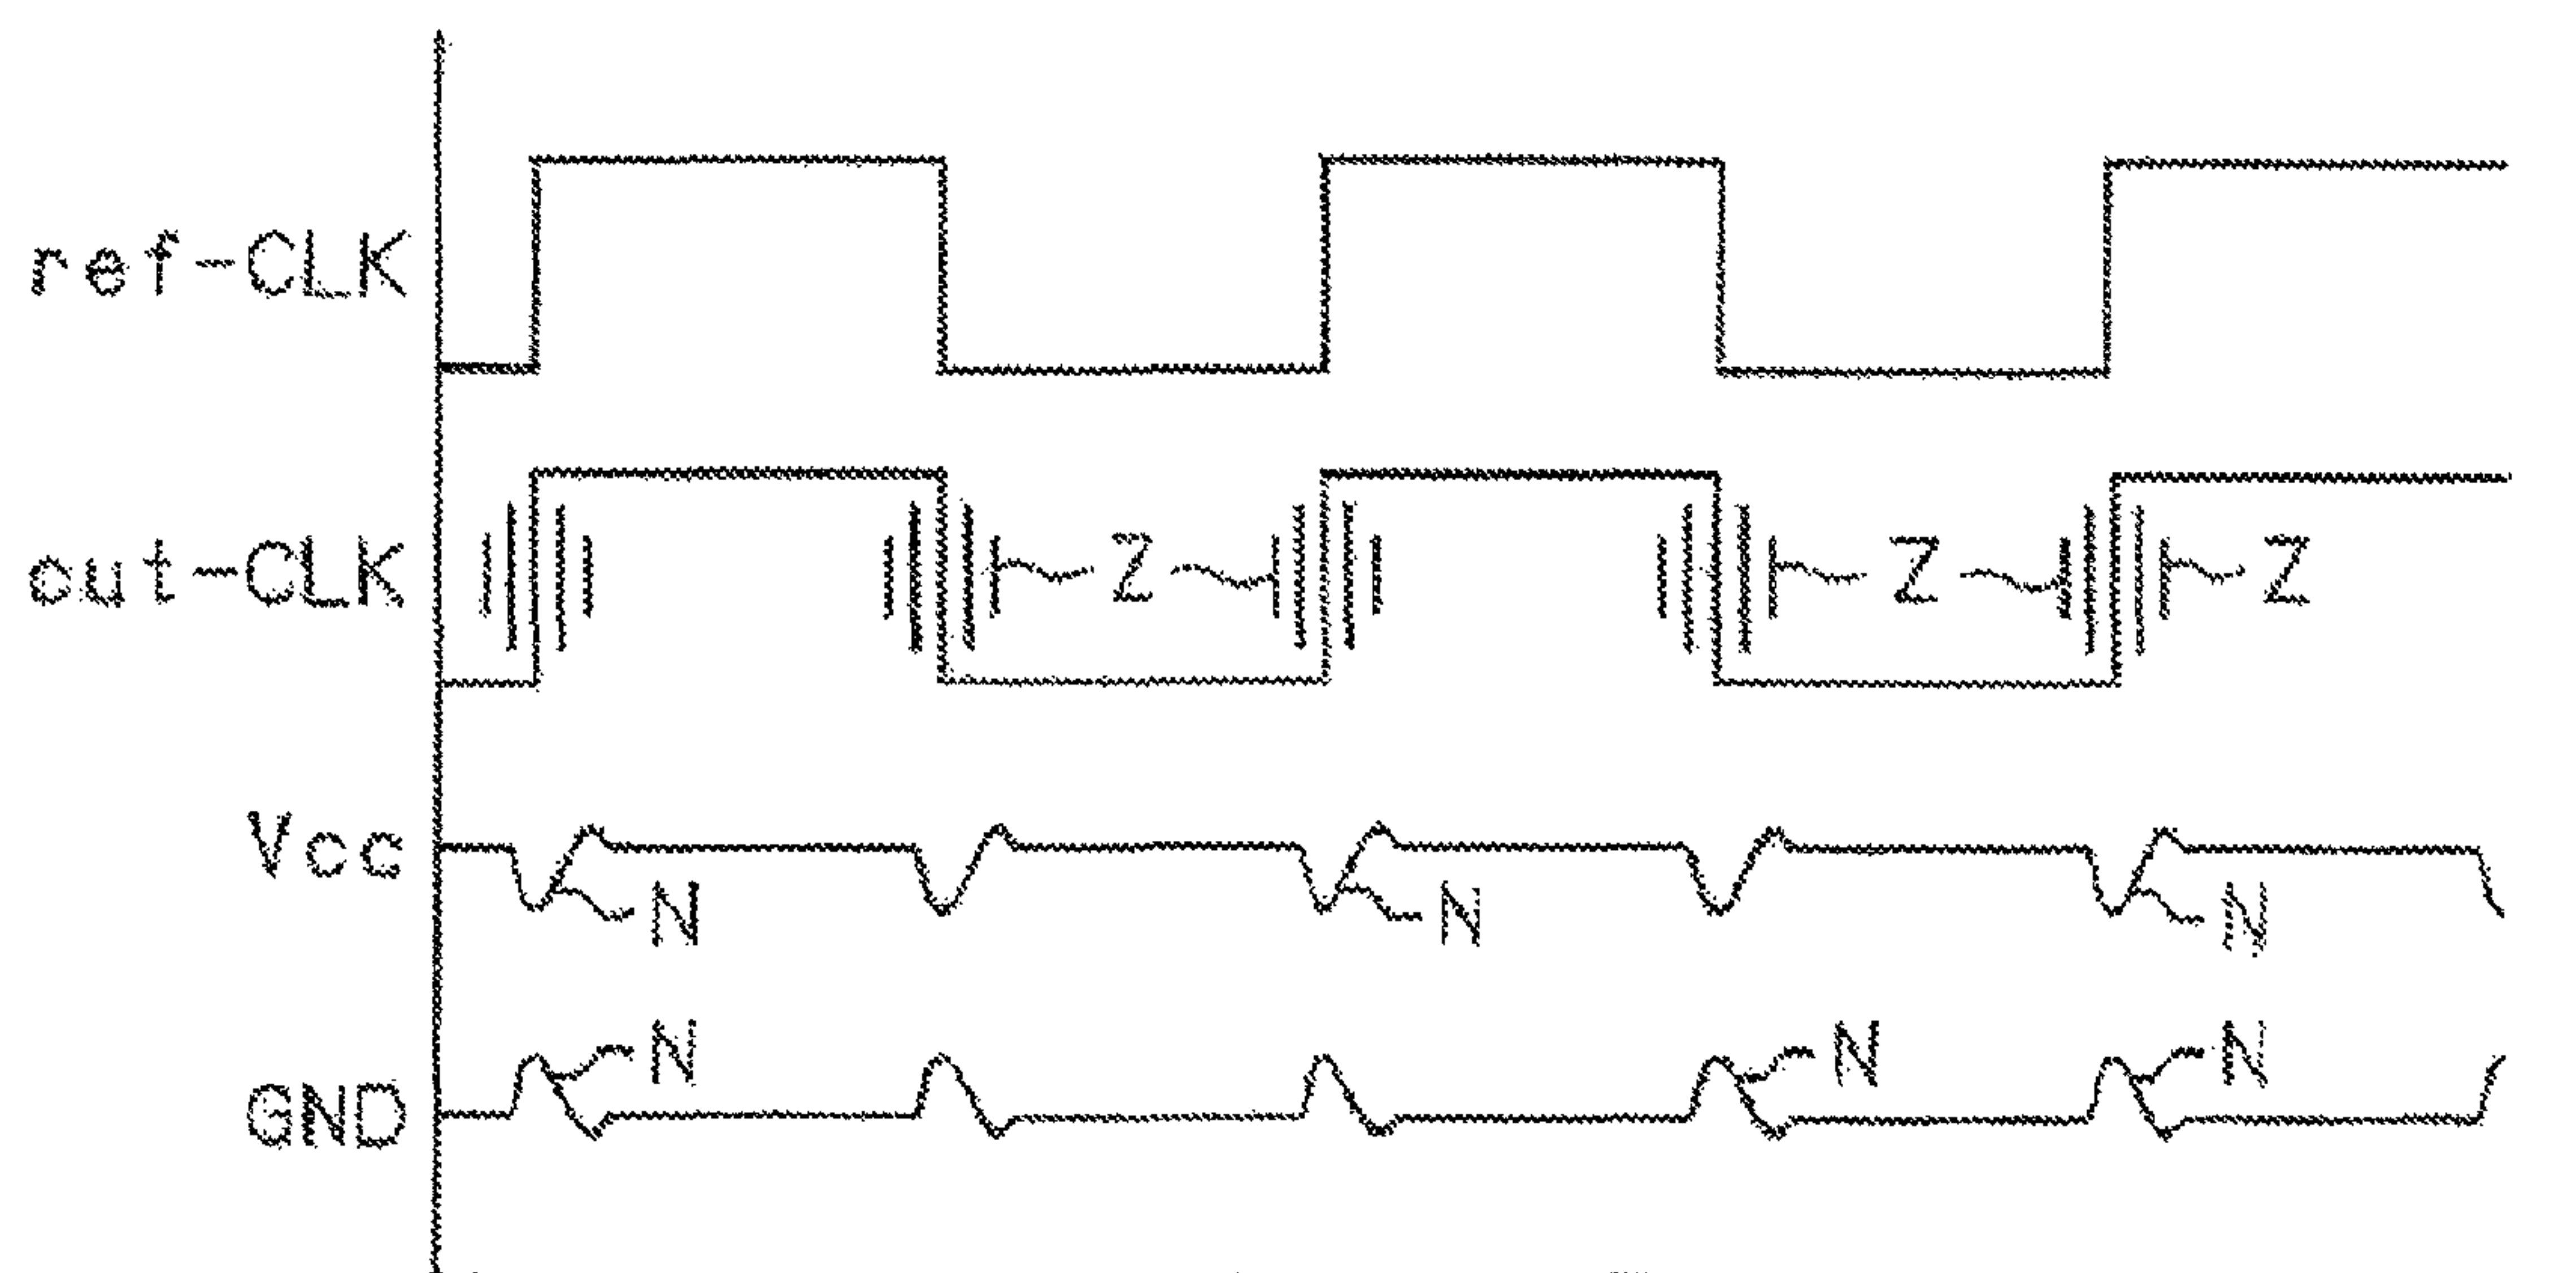 ref-CLK
out-CLK Z Z Z
Vcc N N N
N N N
GND